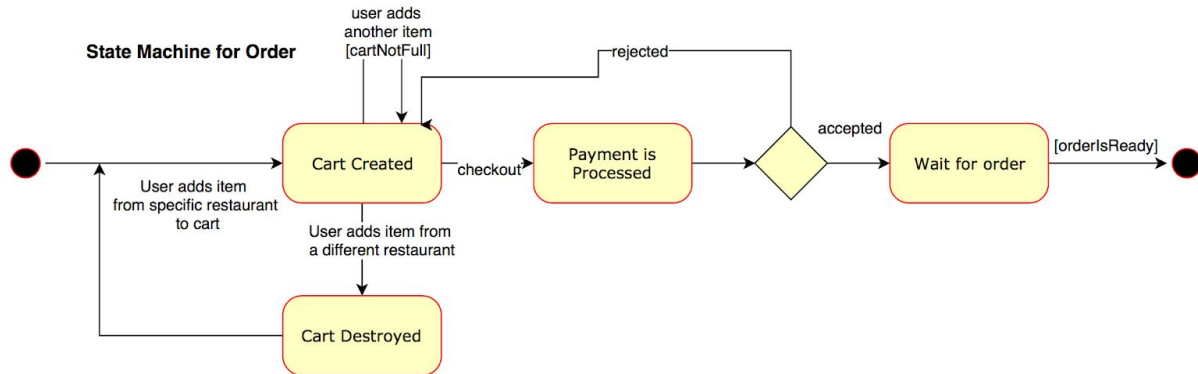 user adds
another item
[cartNotFull]
State Machine for Order
rejected
accepted
[orderIsReady]
Cart Created
checkout
Payment is
Processed
Wait for order
User adds item
from specific restaurant
to cart
User adds item from
a different restaurant
Cart Destroyed